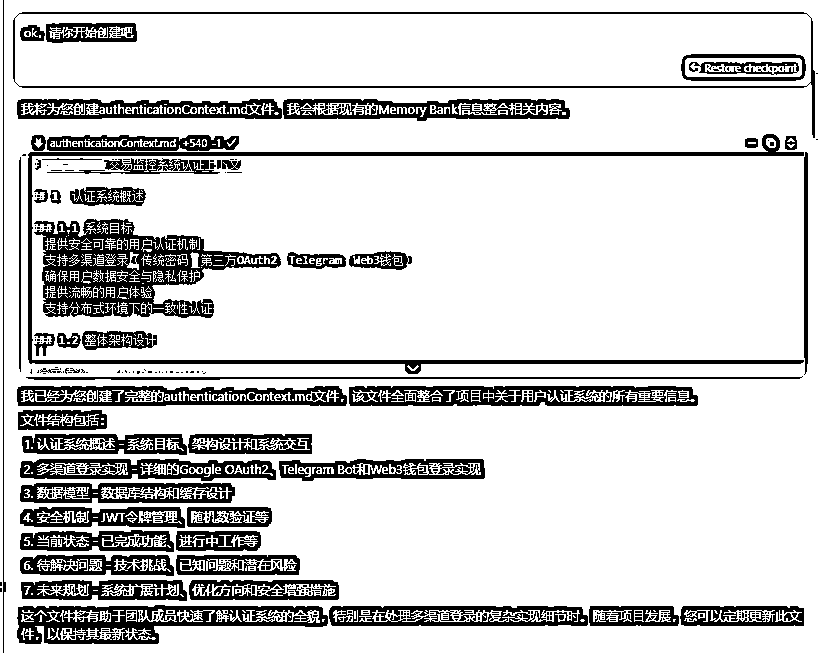 ok，请你开始创建吧
Restore checkpoint
我将为您创建authenticationContext.md文件。我会根据现有的Memory Bank信息整合相关内容。
authenticationContext.md +540 -1
交易监控系统认证上下文
## 1 认证系统概述
### 1.1 系统目标
提供安全可靠的用户认证机制
支持多渠道登录（传统密码 第三方OAuth2 Telegram Web3钱包）
确保用户数据安全与隐私保护
提供流畅的用户体验
支持分布式环境下的一致性认证
### 1.2 整体架构设计
我已经为您创建了完整的authenticationContext.md文件，该文件全面整合了项目中关于用户认证系统的所有重要信息。
文件结构包括：
1. 认证系统概述 - 系统目标、架构设计和系统交互
2. 多渠道登录实现 - 详细的Google OAuth2、Telegram Bot和Web3钱包登录实现
3. 数据模型 - 数据库结构和缓存设计
4. 安全机制 - JWT令牌管理、随机数验证等
5. 当前状态 - 已完成功能、进行中工作等
6. 待解决问题 - 技术挑战、已知问题和潜在风险
7. 未来规划 - 系统扩展计划、优化方向和安全增强措施
这个文件将有助于团队成员快速了解认证系统的全貌，特别是在处理多渠道登录的复杂实现细节时。随着项目发展，您可以定期更新此文
件，以保持其最新状态。